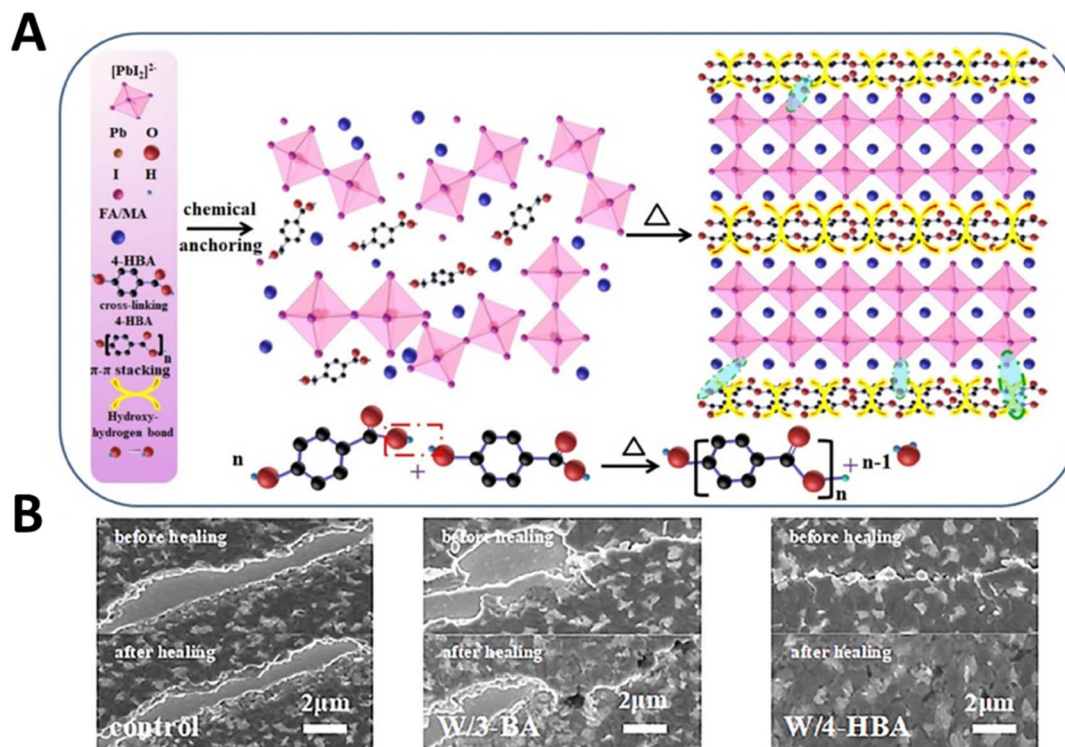 A
[PbI₂]²⁻
Pb O
I H
FA/MA
4-HBA
cross-linking
4-HBA
[ ]n
π-π stacking
Hydroxy-
hydrogen bond
chemical
anchoring
△
n + △ [ ]n + n-1
B
before healing
after healing
control
2μm
before healing
after healing
W/3-BA
2μm
before healing
after healing
W/4-HBA
2μm